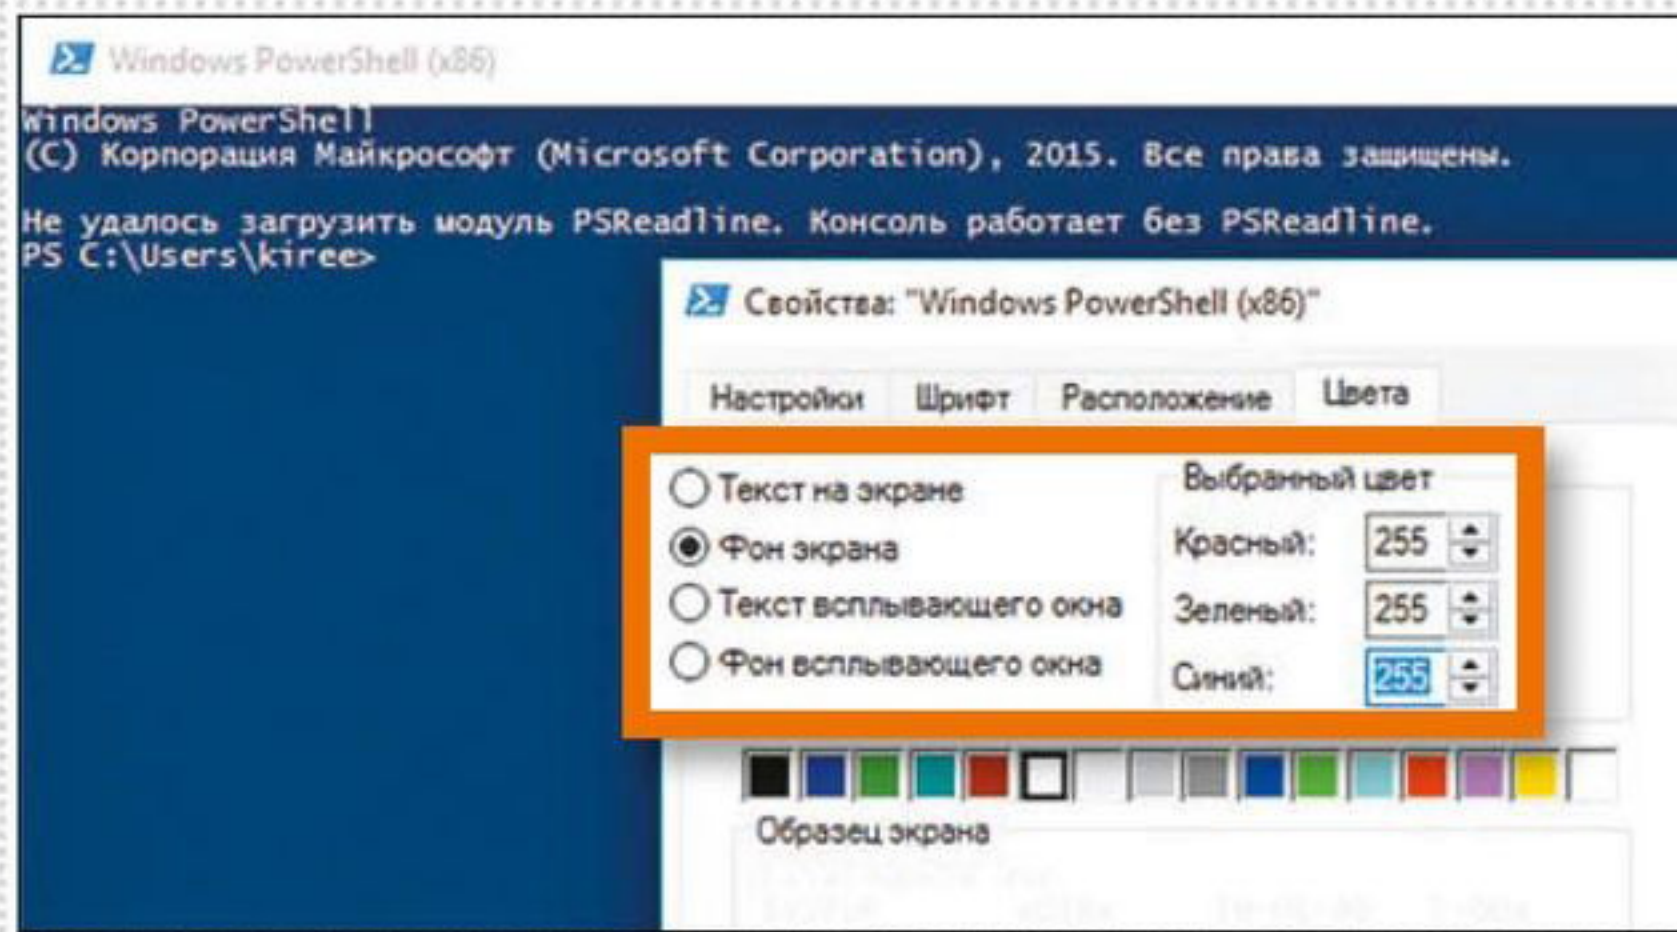 Windows PowerShell (x86)
Windows PowerShell
(C) Корпорация Майкрософт (Microsoft Corporation), 2015. Все права защищены.
Не удалось загрузить модуль PSReadline. Консоль работает без PSReadline.
PS C:\Users\kiree>
Свойства: "Windows PowerShell (x86)"
Настройки Шрифт Расположение Цвета
Текст на экране
Фон экрана
Текст всплывающего окна
Фон всплывающего окна
Выбранный цвет
Красный: 255
Зеленый: 255
Синий: 255
Образец экрана